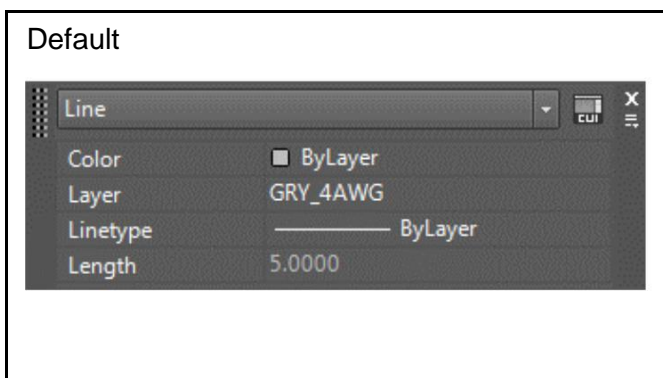 Default
Line
CUI
X
Color ByLayer
Layer GRY_4AWG
Linetype ByLayer
Length 5.0000